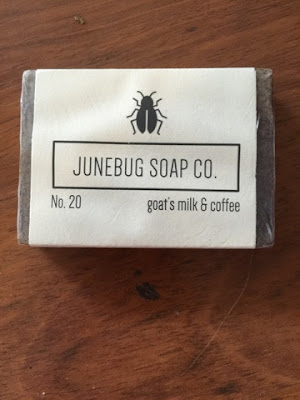 JUNEBUG SOAP CO.
No. 20 goat's milk & coffee